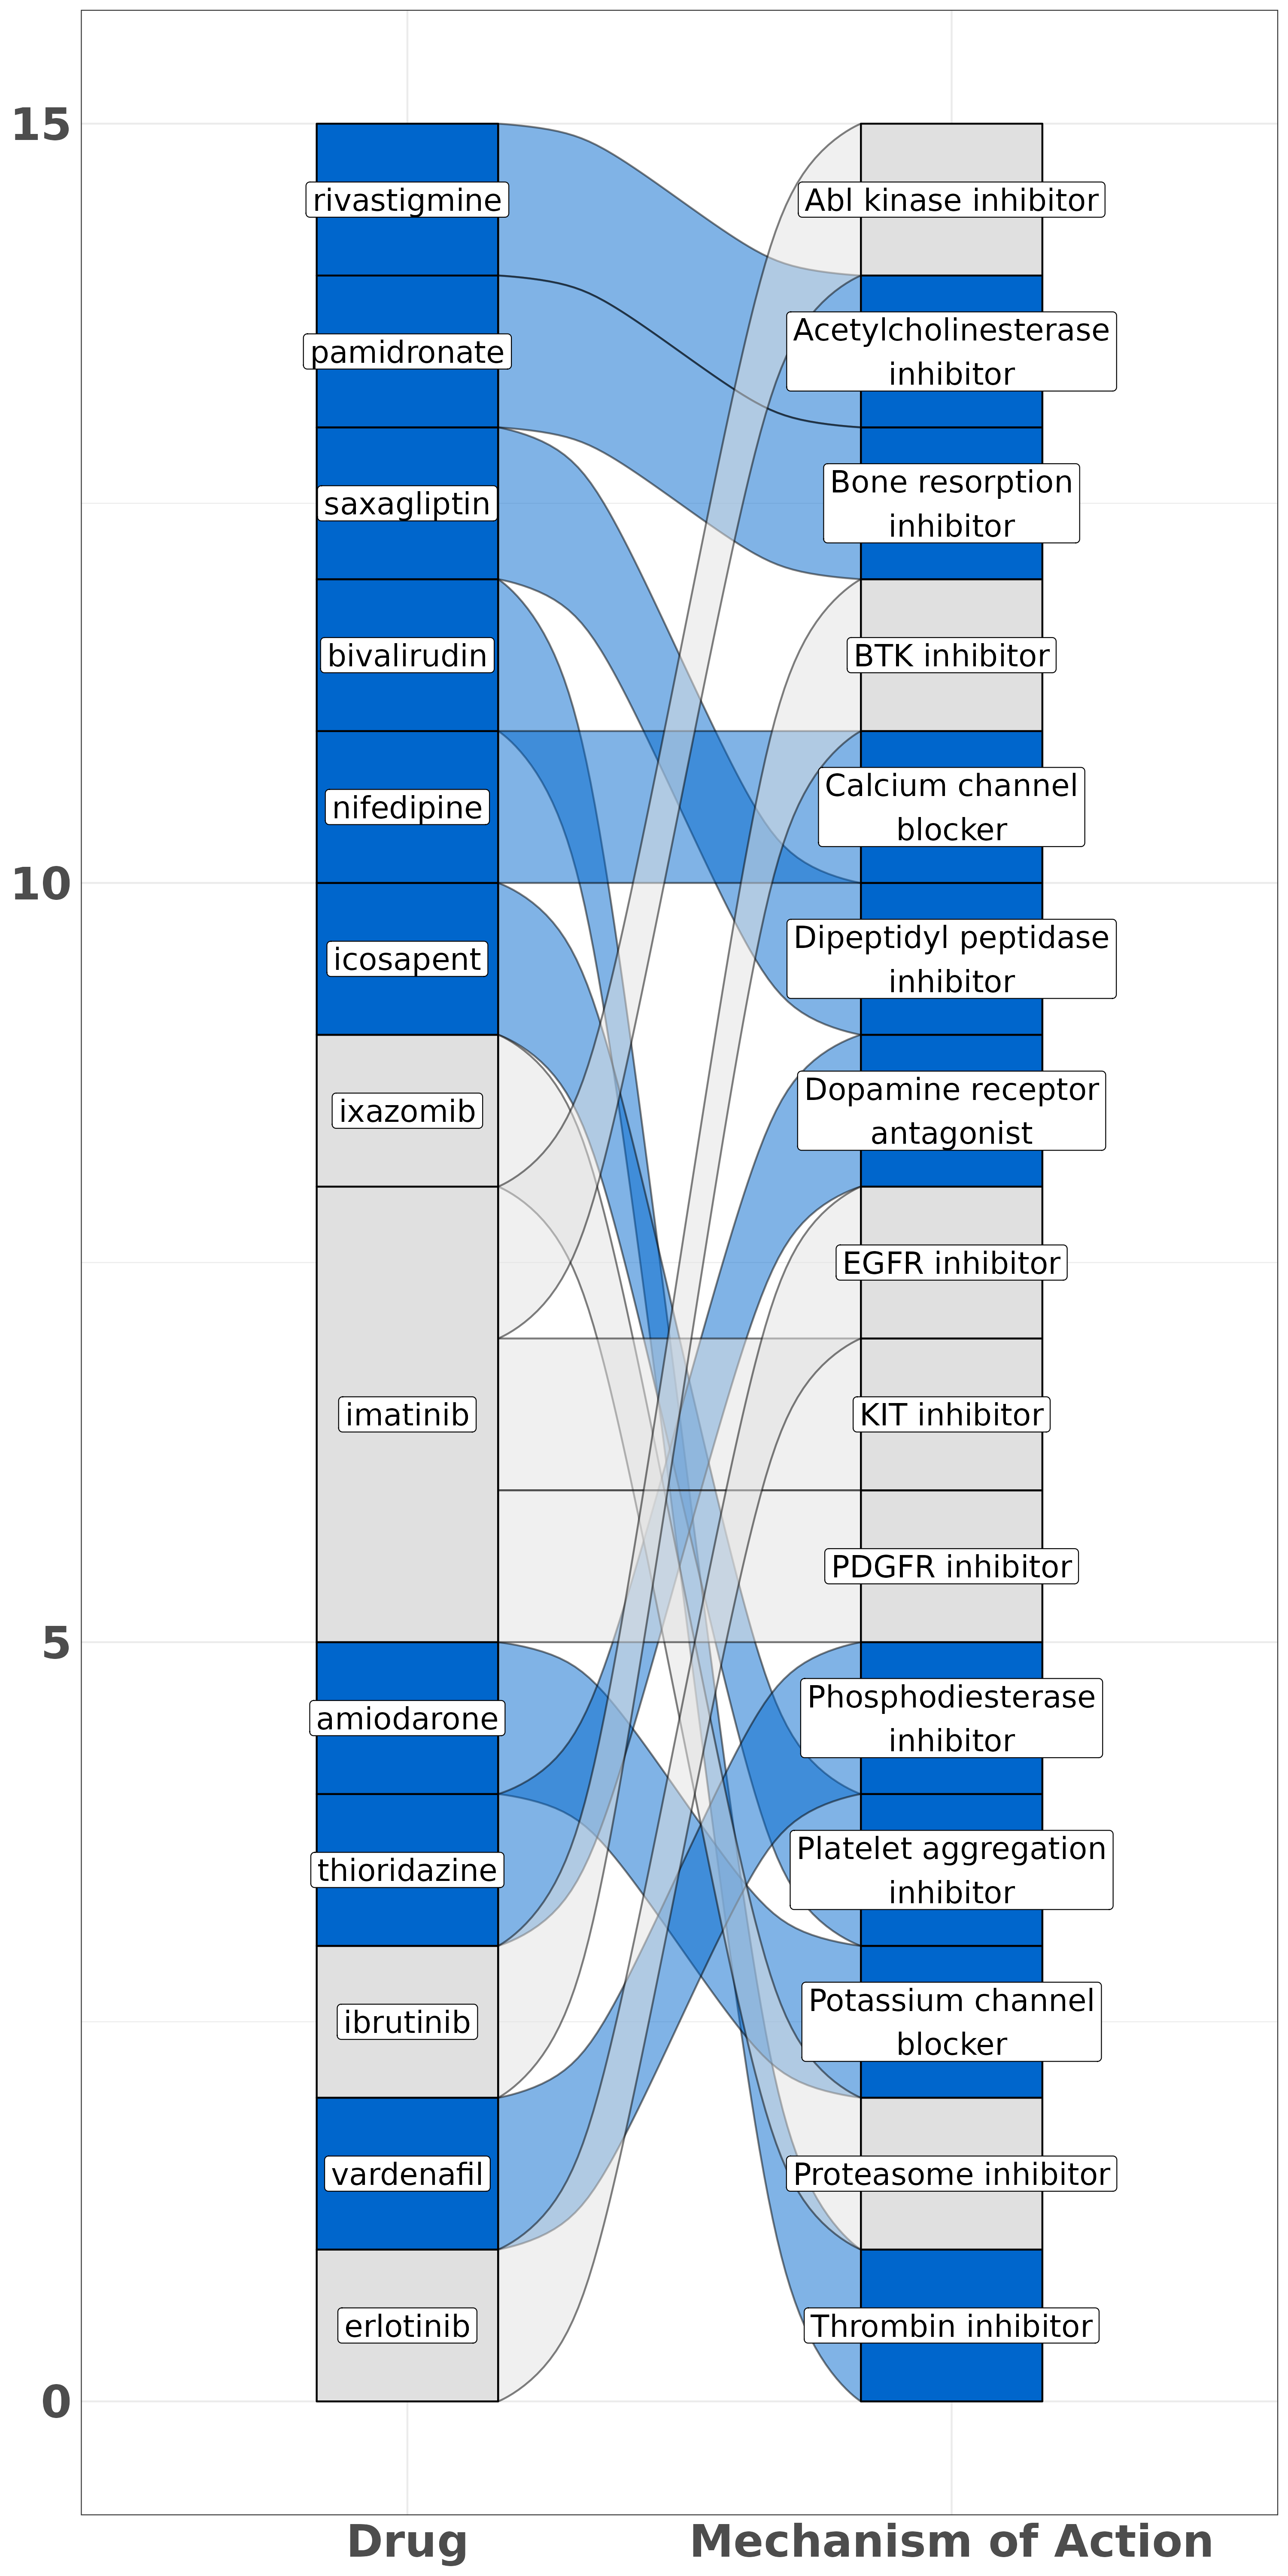 15
10
5
0
rivastigmine
pamidronate
saxagliptin
bivalirudin
nifedipine
icosapent
ixazomib
imatinib
amiodarone
thioridazine
ibrutinib
vardenafil
erlotinib
Abl kinase inhibitor
Acetylcholinesterase
inhibitor
Bone resorption
inhibitor
BTK inhibitor
Calcium channel
blocker
Dipeptidyl peptidase
inhibitor
Dopamine receptor
antagonist
EGFR inhibitor
KIT inhibitor
PDGFR inhibitor
Phosphodiesterase
inhibitor
Platelet aggregation
inhibitor
Potassium channel
blocker
Proteasome inhibitor
Thrombin inhibitor
Drug
Mechanism of Action